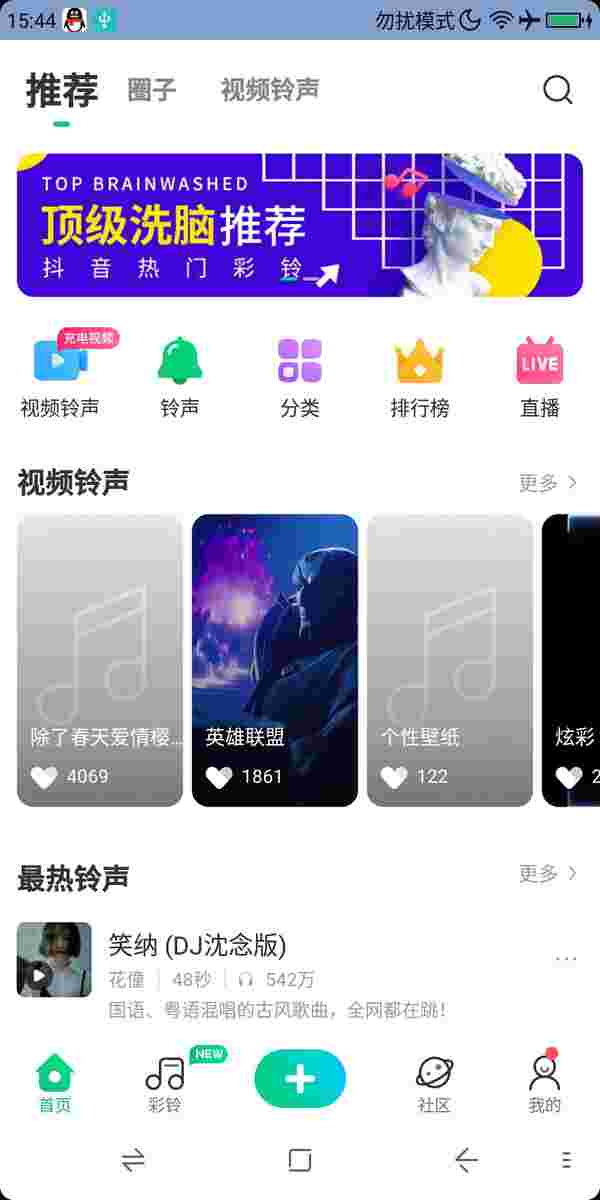 15:44
勿扰模式
推荐
圈子
视频铃声
TOP BRAINWASHED
顶级洗脑推荐
抖音热门彩铃
充电视频
LIVE
视频铃声
铃声
分类
排行榜
直播
视频铃声
更多
除了春天爱情樱...
4069
英雄联盟
1861
个性壁纸
122
炫彩
2
最热铃声
更多
笑纳 (DJ沈念版)
花僮 48秒 542万
国语、粤语混唱的古风歌曲，全网都在跳！
NEW
首页
彩铃
社区
我的